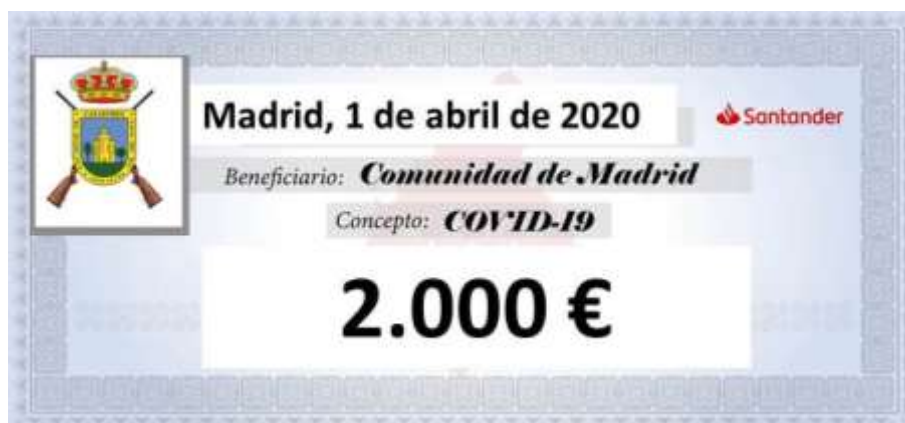 Madrid, 1 de abril de 2020
Santander
Beneficiario: Comunidad de Madrid
Concepto: COVID-19
2.000 €